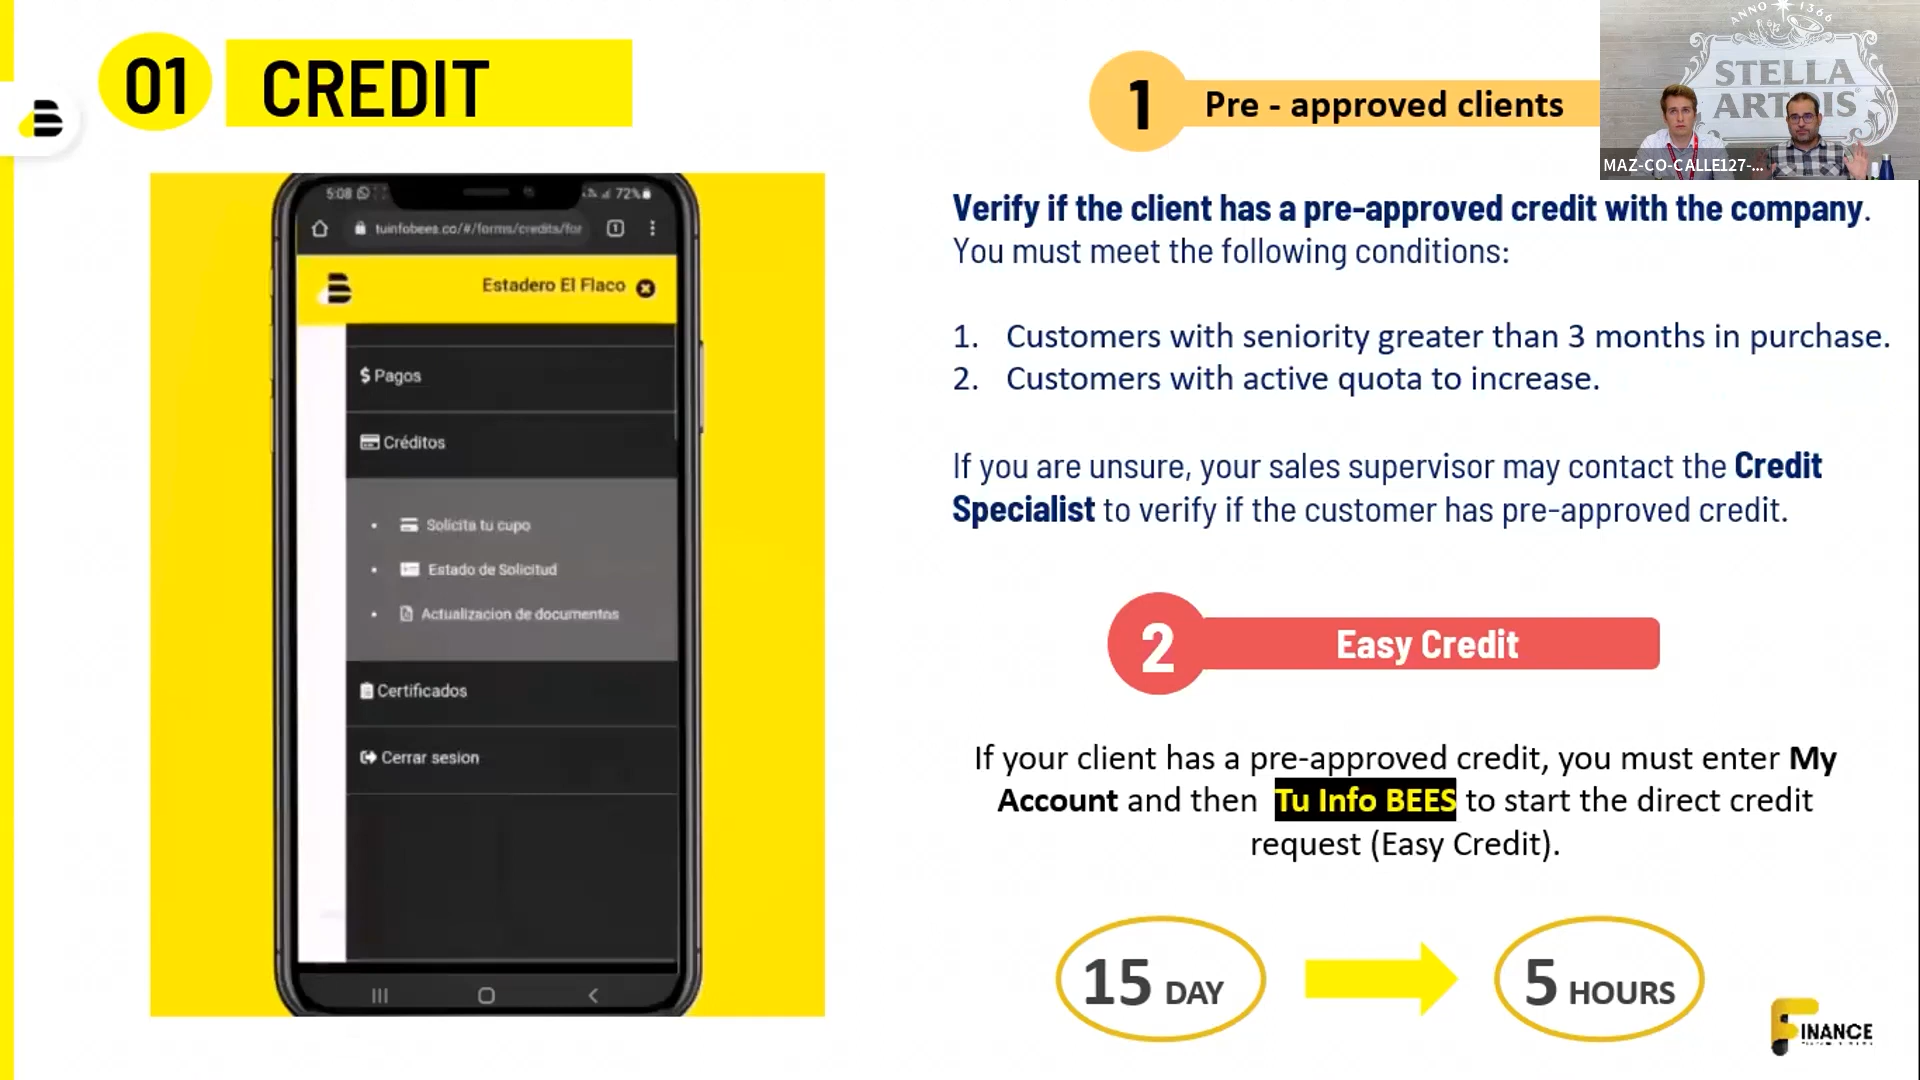 01 CREDIT
5:08 72%
tuinfobees.co/#/forms/credits/for
1
Estadero El Flaco
$ Pagos
Créditos
Solicita tu cupo
Estado de Solicitud
Actualizacion de documentos
Certificados
Cerrar sesion
1 Pre - approved clients
Verify if the client has a pre-approved credit with the company.
You must meet the following conditions:
1. Customers with seniority greater than 3 months in purchase.
2. Customers with active quota to increase.
If you are unsure, your sales supervisor may contact the Credit
Specialist to verify if the customer has pre-approved credit.
2 Easy Credit
If your client has a pre-approved credit, you must enter My
Account and then Tu Info BEES to start the direct credit
request (Easy Credit).
15 DAY
5 HOURS
FINANCE
ANNO 1366
STELLA
ARTOIS
MAZ-CO-CALLE127-...